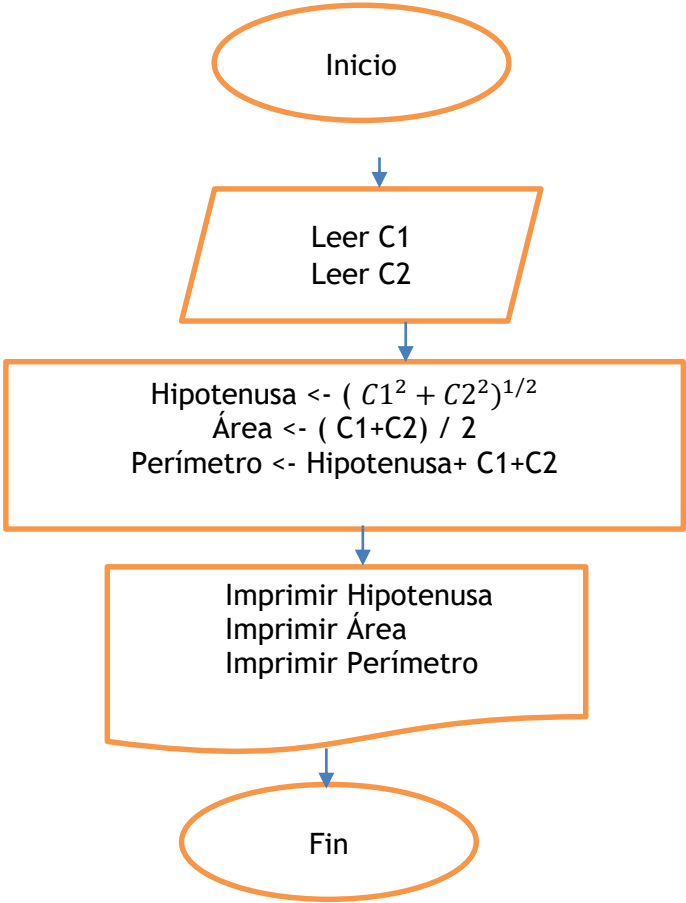 Inicio
Leer C1
Leer C2
Hipotenusa <- ( 𝐶1² + 𝐶2²)^{1/2}
Área <- ( C1+C2) / 2
Perímetro <- Hipotenusa+ C1+C2
Imprimir Hipotenusa
Imprimir Área
Imprimir Perímetro
Fin